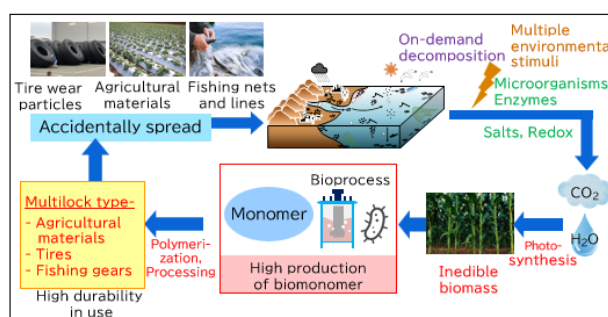 Tire wear
particles
Agricultural
materials
Fishing nets
and lines
Accidentally spread
On-demand
decomposition
Multiple
environmental
stimuli
Microorganisms
Enzymes
Salts, Redox
CO₂
H₂O
Photo-
synthesis
Inedible
biomass
Bioprocess
Monomer
High production
of biomonomer
Polymeri-
zation,
Processing
Multilock type-
- Agricultural
materials
- Tires
- Fishing gears
High durability
in use